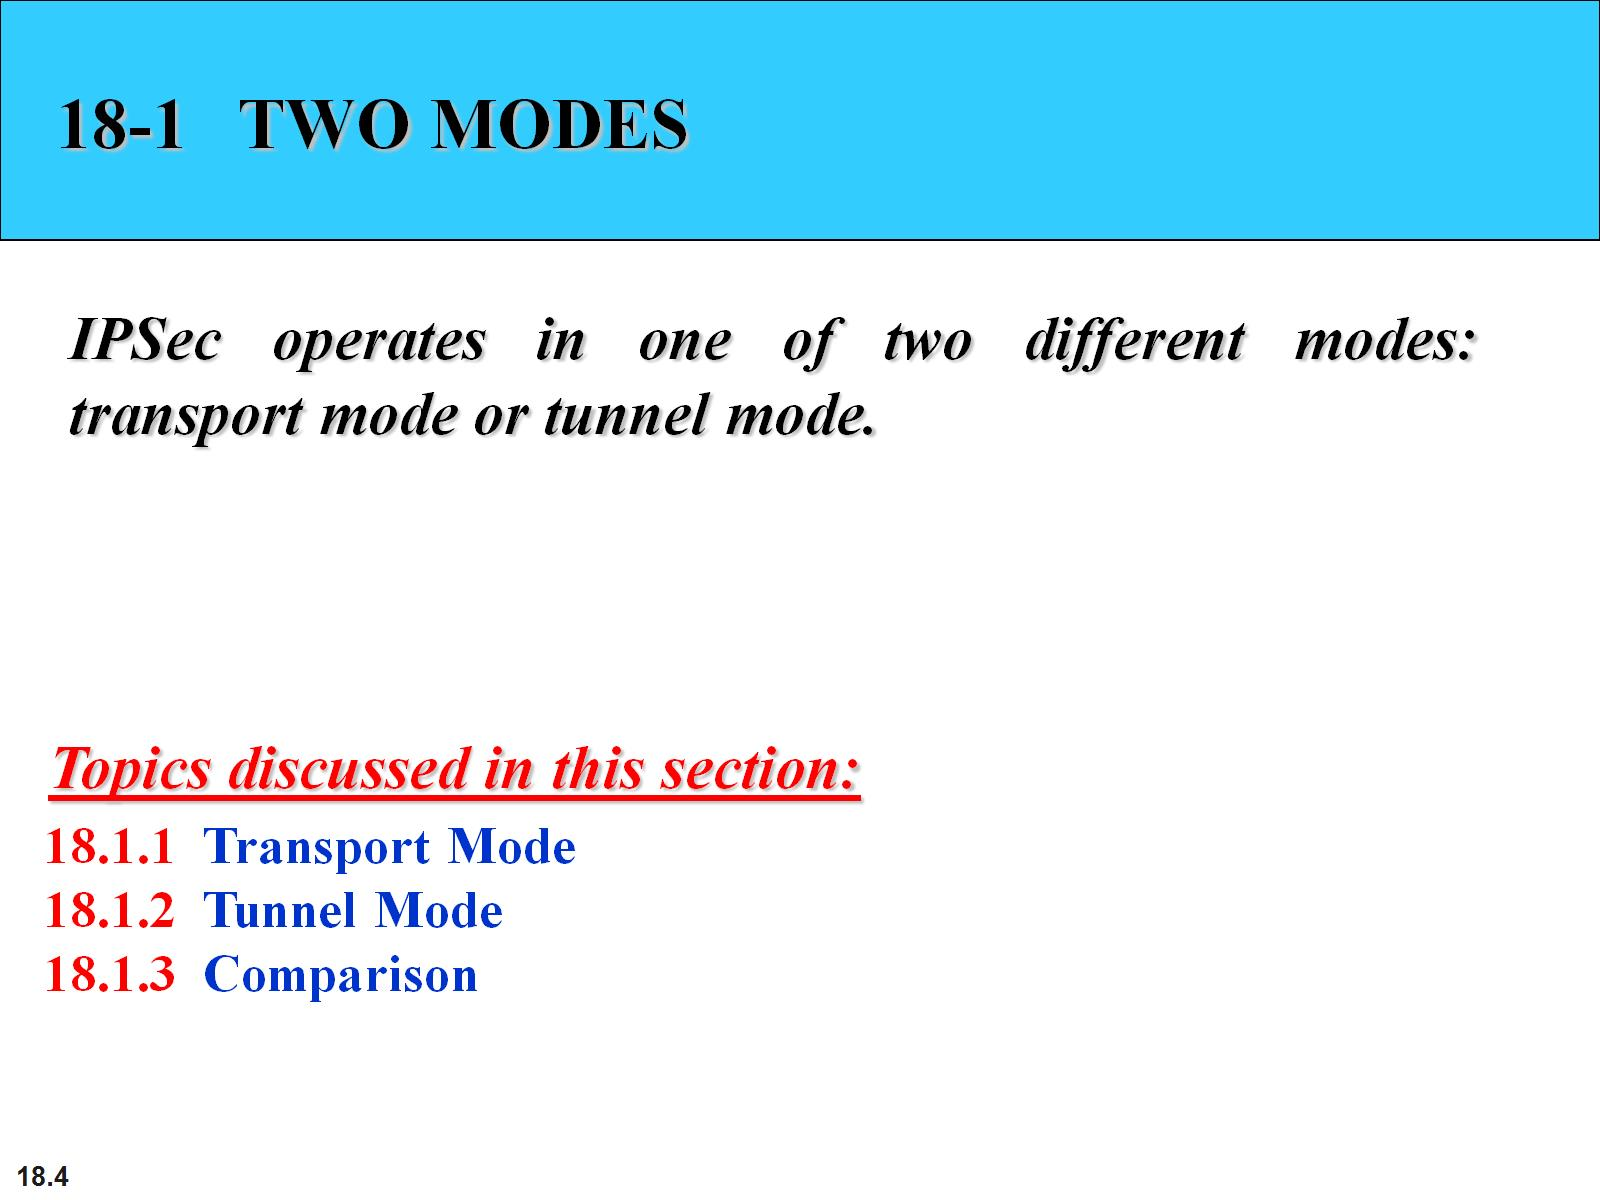 18-1 TWO MODES
IPSec operates in one of two different modes:
transport mode or tunnel mode.
Topics discussed in this section:
18.1.1 Transport Mode
18.1.2 Tunnel Mode
18.1.3 Comparison
18.4